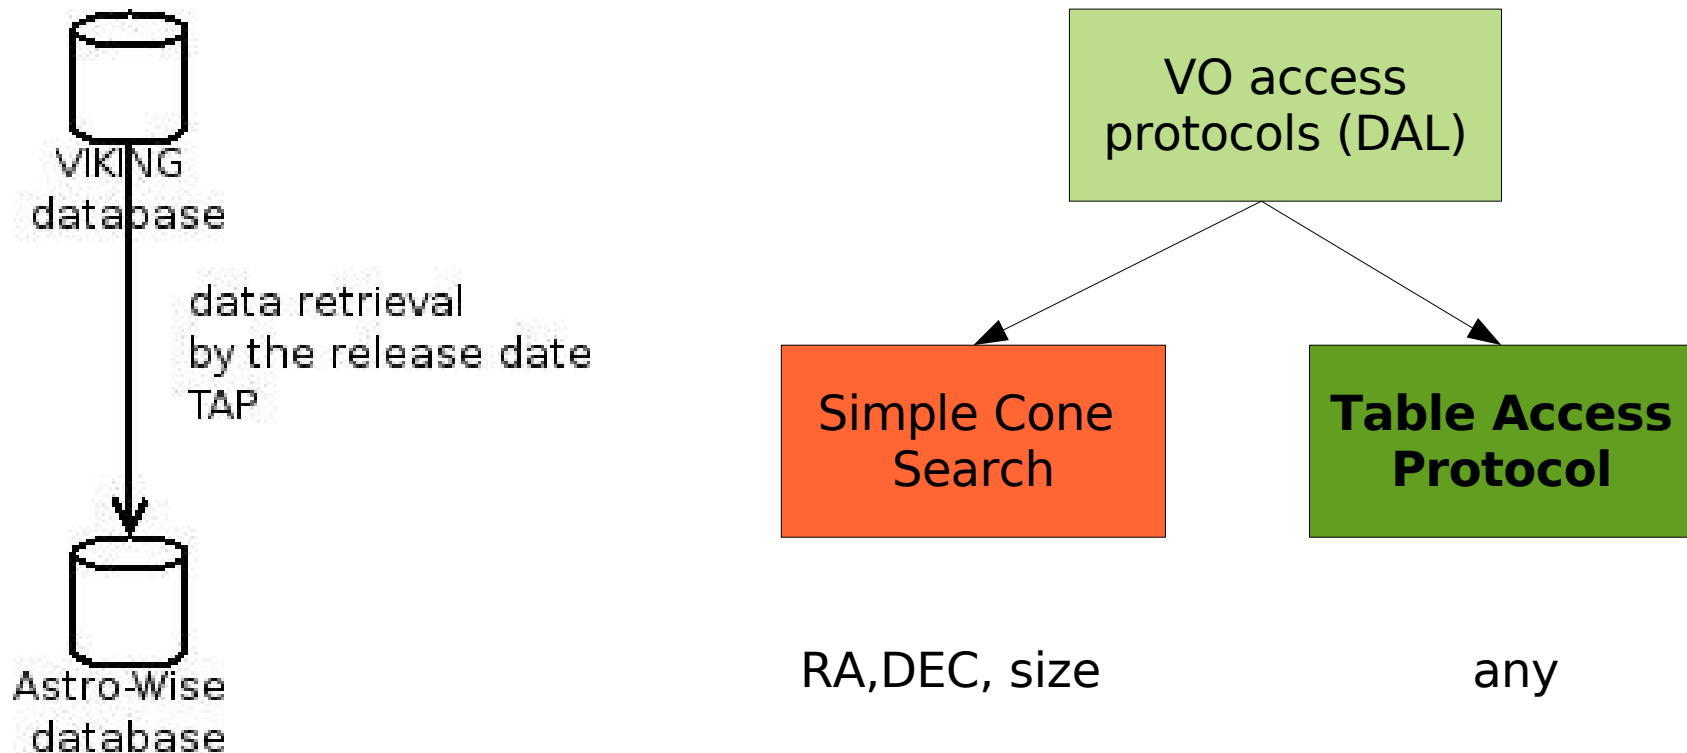 VIKING
database
data retrieval
by the release date
TAP
Astro-Wise
database
VO access
protocols (DAL)
Simple Cone
Search
Table Access
Protocol
RA,DEC, size
any